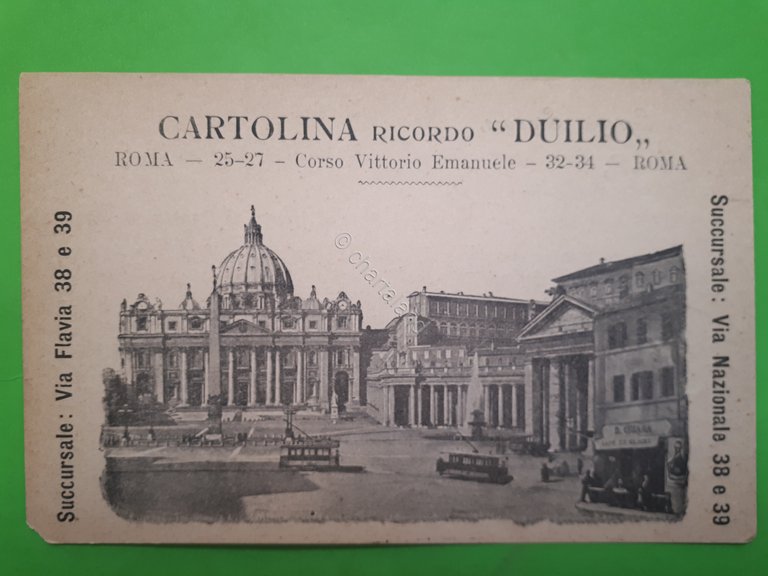 CARTOLINA RICORDO “DUILIO„
ROMA — 25-27 - Corso Vittorio Emanuele - 32-34 — ROMA
Succursale: Via Flavia 38 e 39
Succursale: Via Nazionale 38 e 39
© chartaland